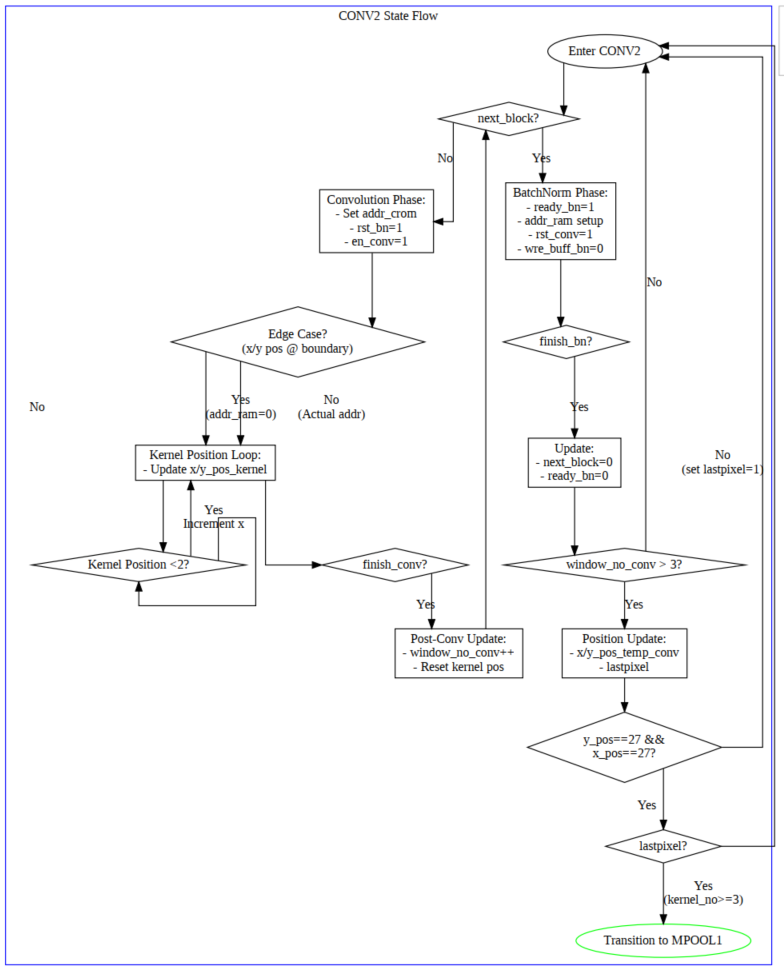 CONV2 State Flow
Enter CONV2
next_block?
No
Yes
Convolution Phase:
- Set addr_crom
- rst_bn=1
- en_conv=1
BatchNorm Phase:
- ready_bn=1
- addr_ram setup
- rst_conv=1
- wre_buff_bn=0
No
Edge Case?
(x/y pos @ boundary)
finish_bn?
No
Yes
(addr_ram=0)
No
(Actual addr)
Yes
Kernel Position Loop:
- Update x/y_pos_kernel
Update:
- next_block=0
- ready_bn=0
No
(set lastpixel=1)
Yes
Increment x
Kernel Position <2?
finish_conv?
window_no_conv > 3?
Yes
Yes
Post-Conv Update:
- window_no_conv++
- Reset kernel pos
Position Update:
- x/y_pos_temp_conv
- lastpixel
y_pos==27 &&
x_pos==27?
Yes
lastpixel?
Yes
(kernel_no>=3)
Transition to MPOOL1